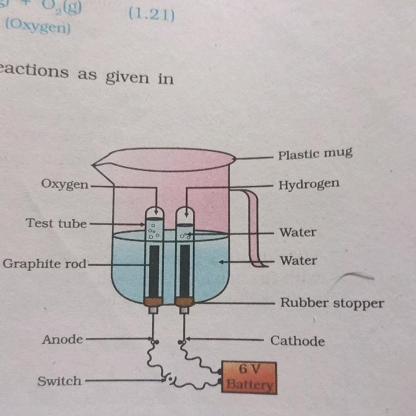 O₂(g) (1.21)
(Oxygen)
eactions as given in
Plastic mug
Oxygen Hydrogen
Test tube Water
Graphite rod Water
Rubber stopper
Anode Cathode
6 V
Switch Battery